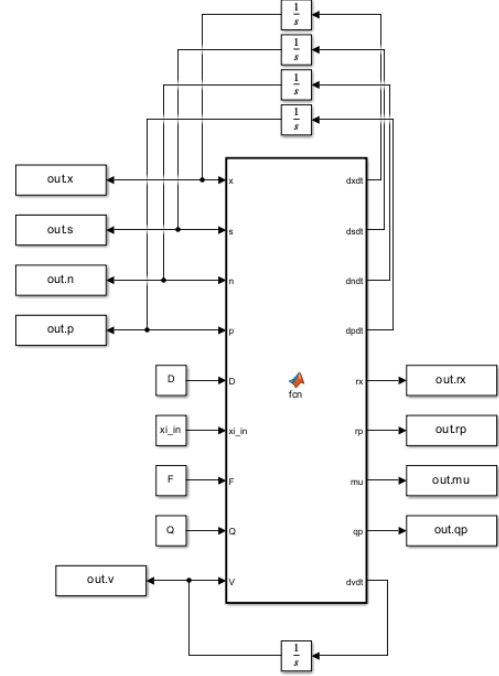 1/s
1/s
1/s
1/s
out.x x dxdt
out.s s dsdt
out.n n dndt
out.p p dpdt
D D rx out.rx
fcn
xi_in xi_in rp out.rp
F F mu out.mu
Q Q qp out.qp
out.v V dvdt
1/s